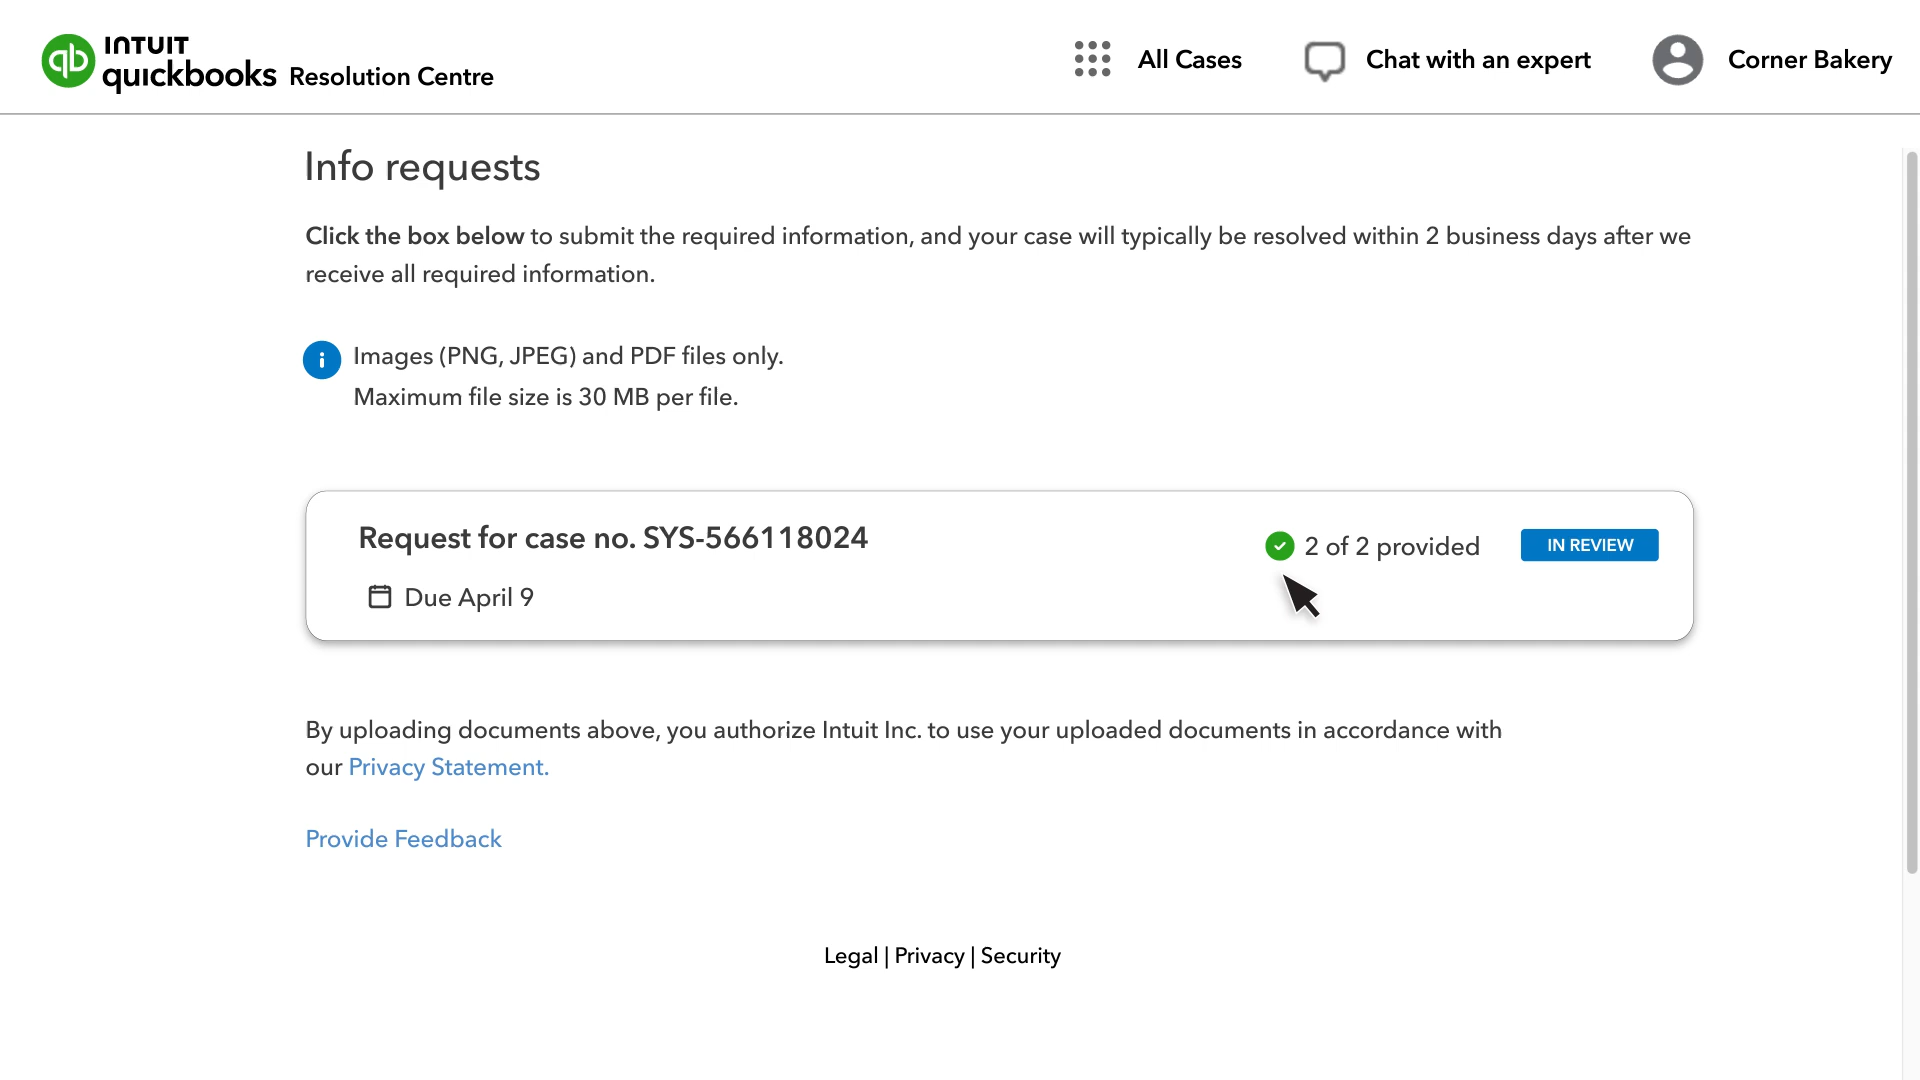 INTUIT
quickbooks Resolution Centre
All Cases
Chat with an expert
Corner Bakery
Info requests
Click the box below to submit the required information, and your case will typically be resolved within 2 business days after we
receive all required information.
Images (PNG, JPEG) and PDF files only.
Maximum file size is 30 MB per file.
Request for case no. SYS-566118024
2 of 2 provided
IN REVIEW
Due April 9
By uploading documents above, you authorize Intuit Inc. to use your uploaded documents in accordance with
our Privacy Statement.
Provide Feedback
Legal | Privacy | Security